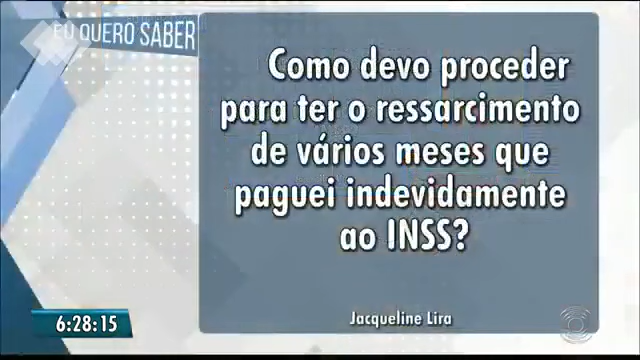 EU QUERO SABER
Como devo proceder
para ter o ressarcimento
de vários meses que
paguei indevidamente
ao INSS?
Jacqueline Lira
6:28:15